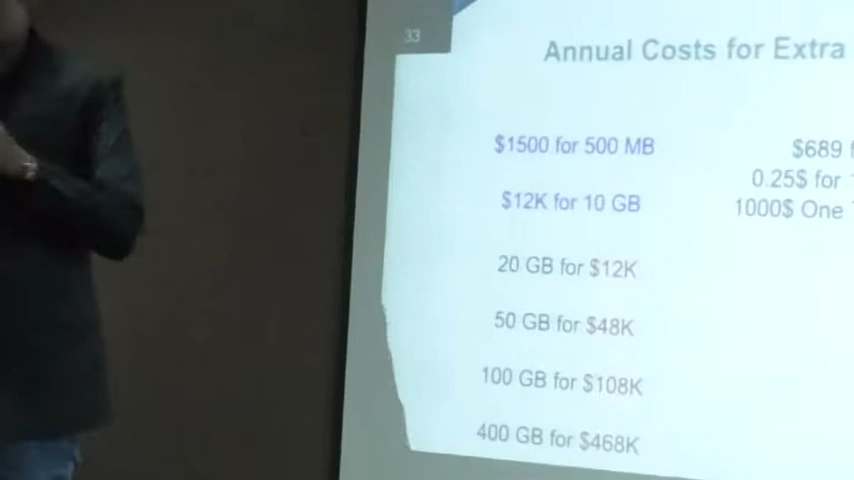 33
Annual Costs for Extra
$1500 for 500 MB
$12K for 10 GB
20 GB for $12K
50 GB for $48K
100 GB for $108K
400 GB for $468K
$689
0.25$ for
1000$ One